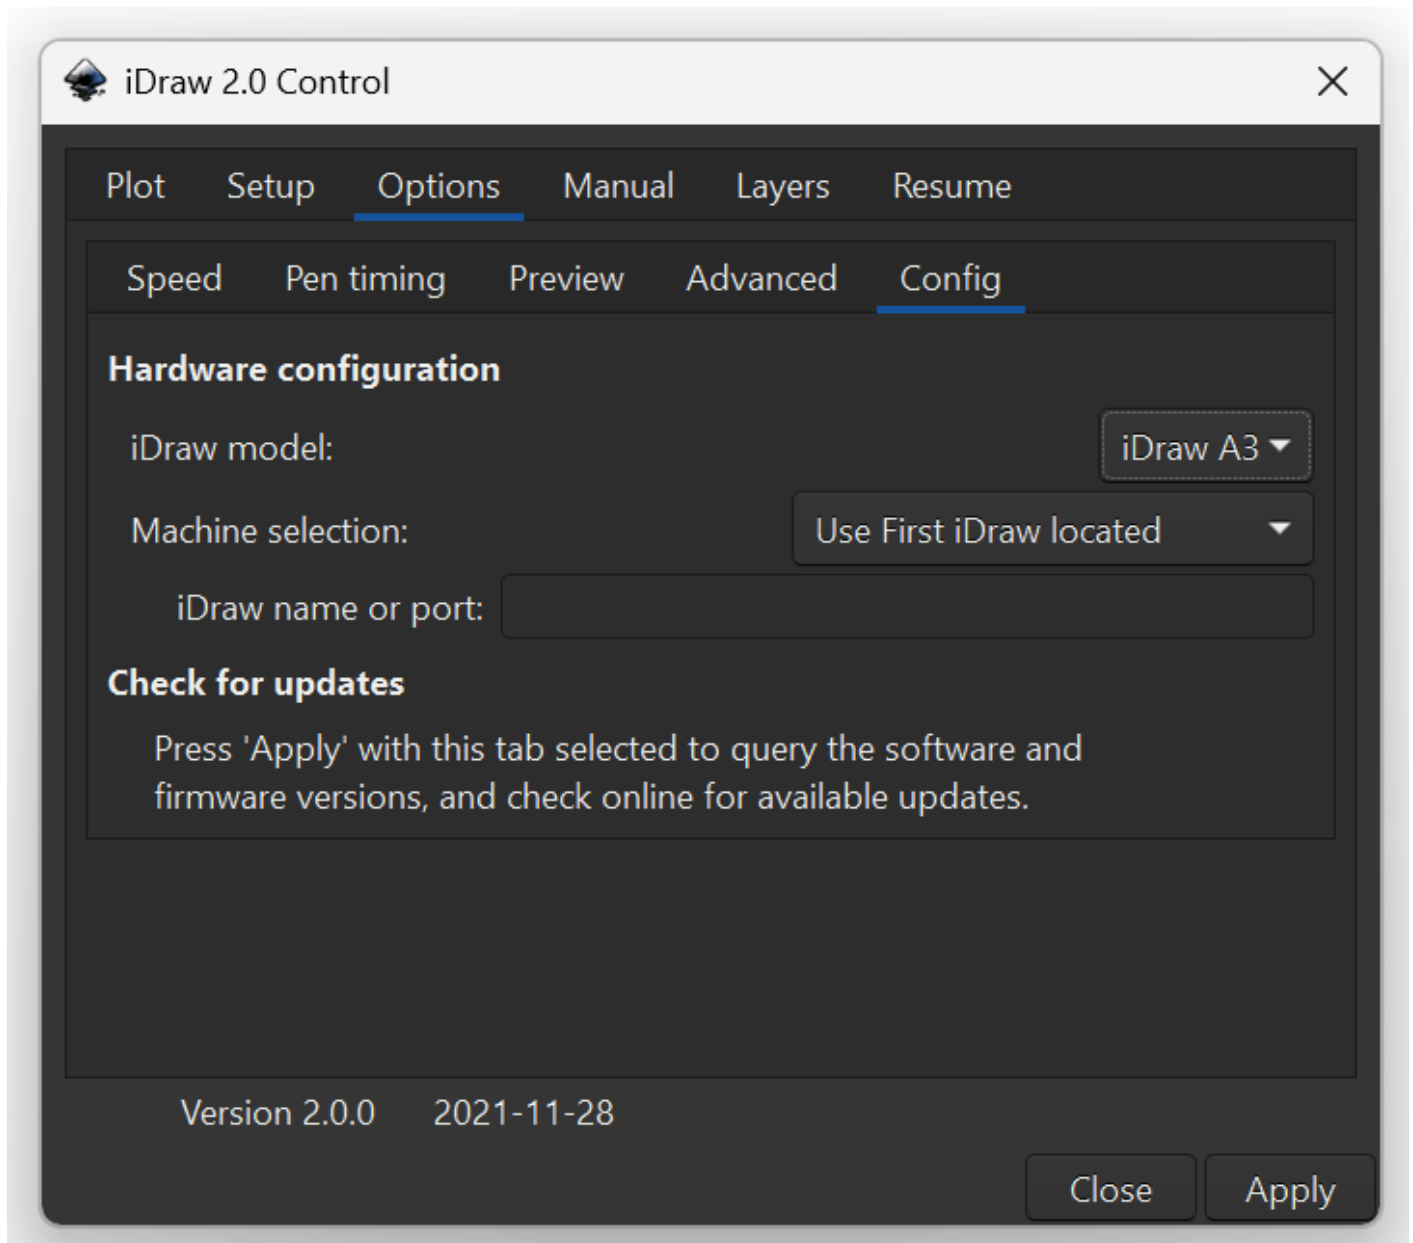 iDraw 2.0 Control
Plot Setup Options Manual Layers Resume
Speed Pen timing Preview Advanced Config
Hardware configuration
iDraw model: iDraw A3
Machine selection: Use First iDraw located
iDraw name or port:
Check for updates
Press 'Apply' with this tab selected to query the software and
firmware versions, and check online for available updates.
Version 2.0.0 2021-11-28
Close Apply